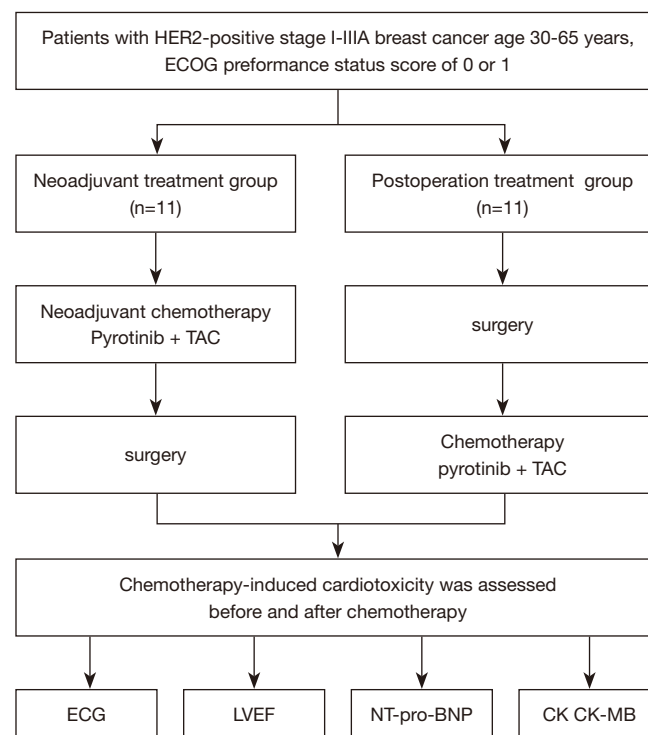 Patients with HER2-positive stage I-IIIA breast cancer age 30-65 years,
ECOG preformance status score of 0 or 1
Neoadjuvant treatment group
(n=11)
Postoperation treatment group
(n=11)
Neoadjuvant chemotherapy
Pyrotinib + TAC
surgery
surgery
Chemotherapy
pyrotinib + TAC
Chemotherapy-induced cardiotoxicity was assessed
before and after chemotherapy
ECG
LVEF
NT-pro-BNP
CK CK-MB